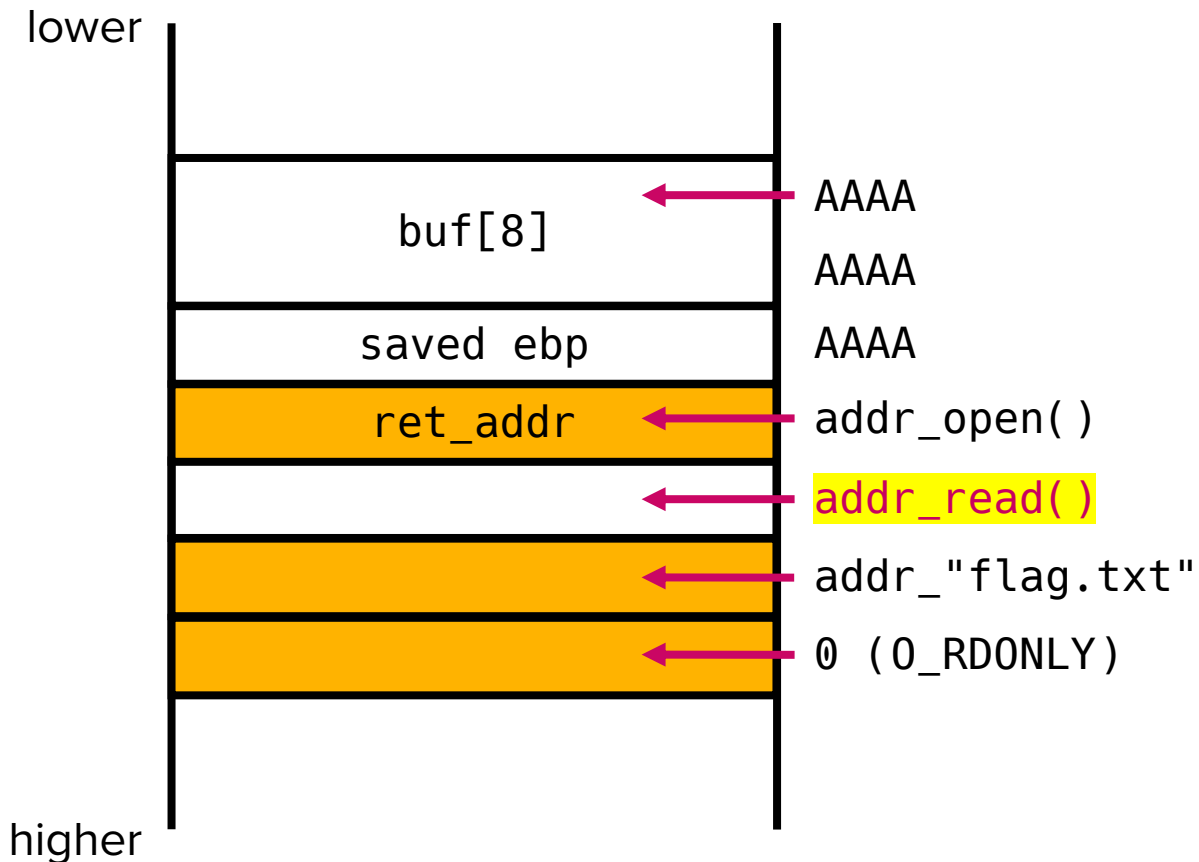 lower
AAAA
buf[8]
AAAA
saved ebp
AAAA
ret_addr
addr_open()
addr_read()
addr_"flag.txt"
0 (O_RDONLY)
higher